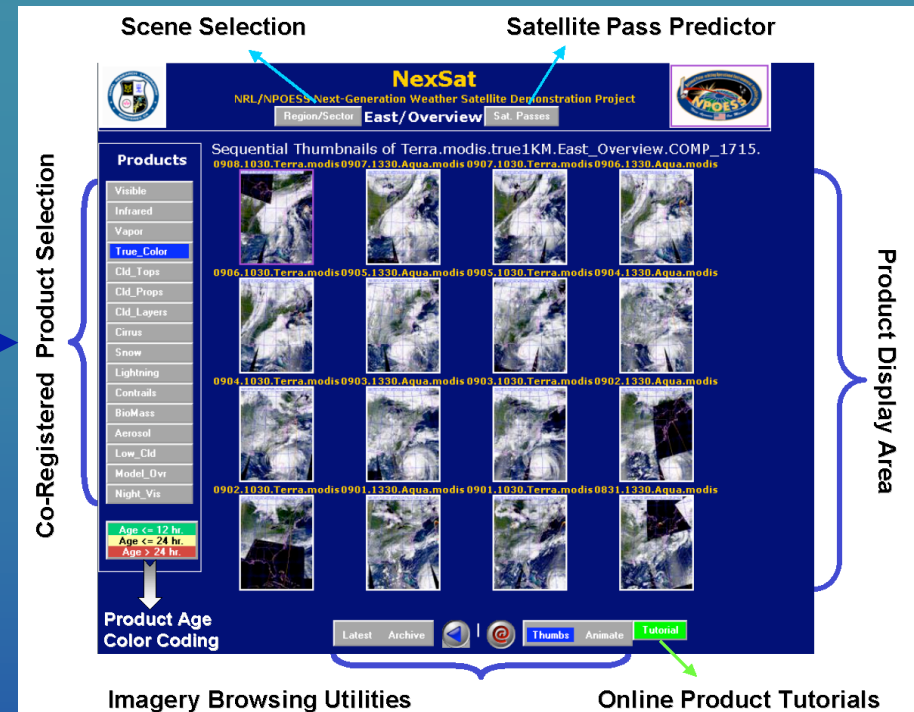 Scene Selection
Satellite Pass Predictor
NexSat
NRL/NPOESS Next-Generation Weather Satellite Demonstration Project
Region/Sector East/Overview Sat. Passes
NPOESS
Co-Registered Product Selection
Products
Visible
Infrared
Vapor
True_Color
Cld_Tops
Cld_Props
Cld_Layers
Cirrus
Snow
Lightning
Contrails
BioMass
Aerosol
Low_Cld
Model_Ovr
Night_Vis
Age <= 12 hr.
Age <= 24 hr.
Age > 24 hr.
Product Age
Color Coding
Sequential Thumbnails of Terra.modis.true1KM.East_Overview.COMP_1715.
0908.1030.Terra.modis 0907.1330.Aqua.modis 0907.1030.Terra.modis 0906.1330.Aqua.modis
0906.1030.Terra.modis 0905.1330.Aqua.modis 0905.1030.Terra.modis 0904.1330.Aqua.modis
0904.1030.Terra.modis 0903.1330.Aqua.modis 0903.1030.Terra.modis 0902.1330.Aqua.modis
0902.1030.Terra.modis 0901.1330.Aqua.modis 0901.1030.Terra.modis 0831.1330.Aqua.modis
Product Display Area
Latest Archive @ Thumbs Animate Tutorial
Imagery Browsing Utilities
Online Product Tutorials